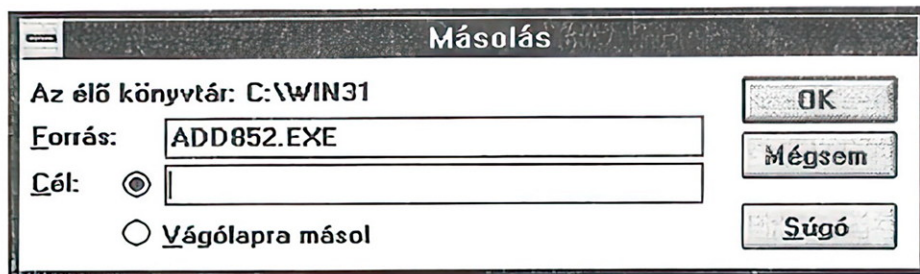 Másolás
Az élő könyvtár: C:\WIN31
Forrás: ADD852.EXE
Cél:
Vágólapra másol
OK
Mégsem
Súgó